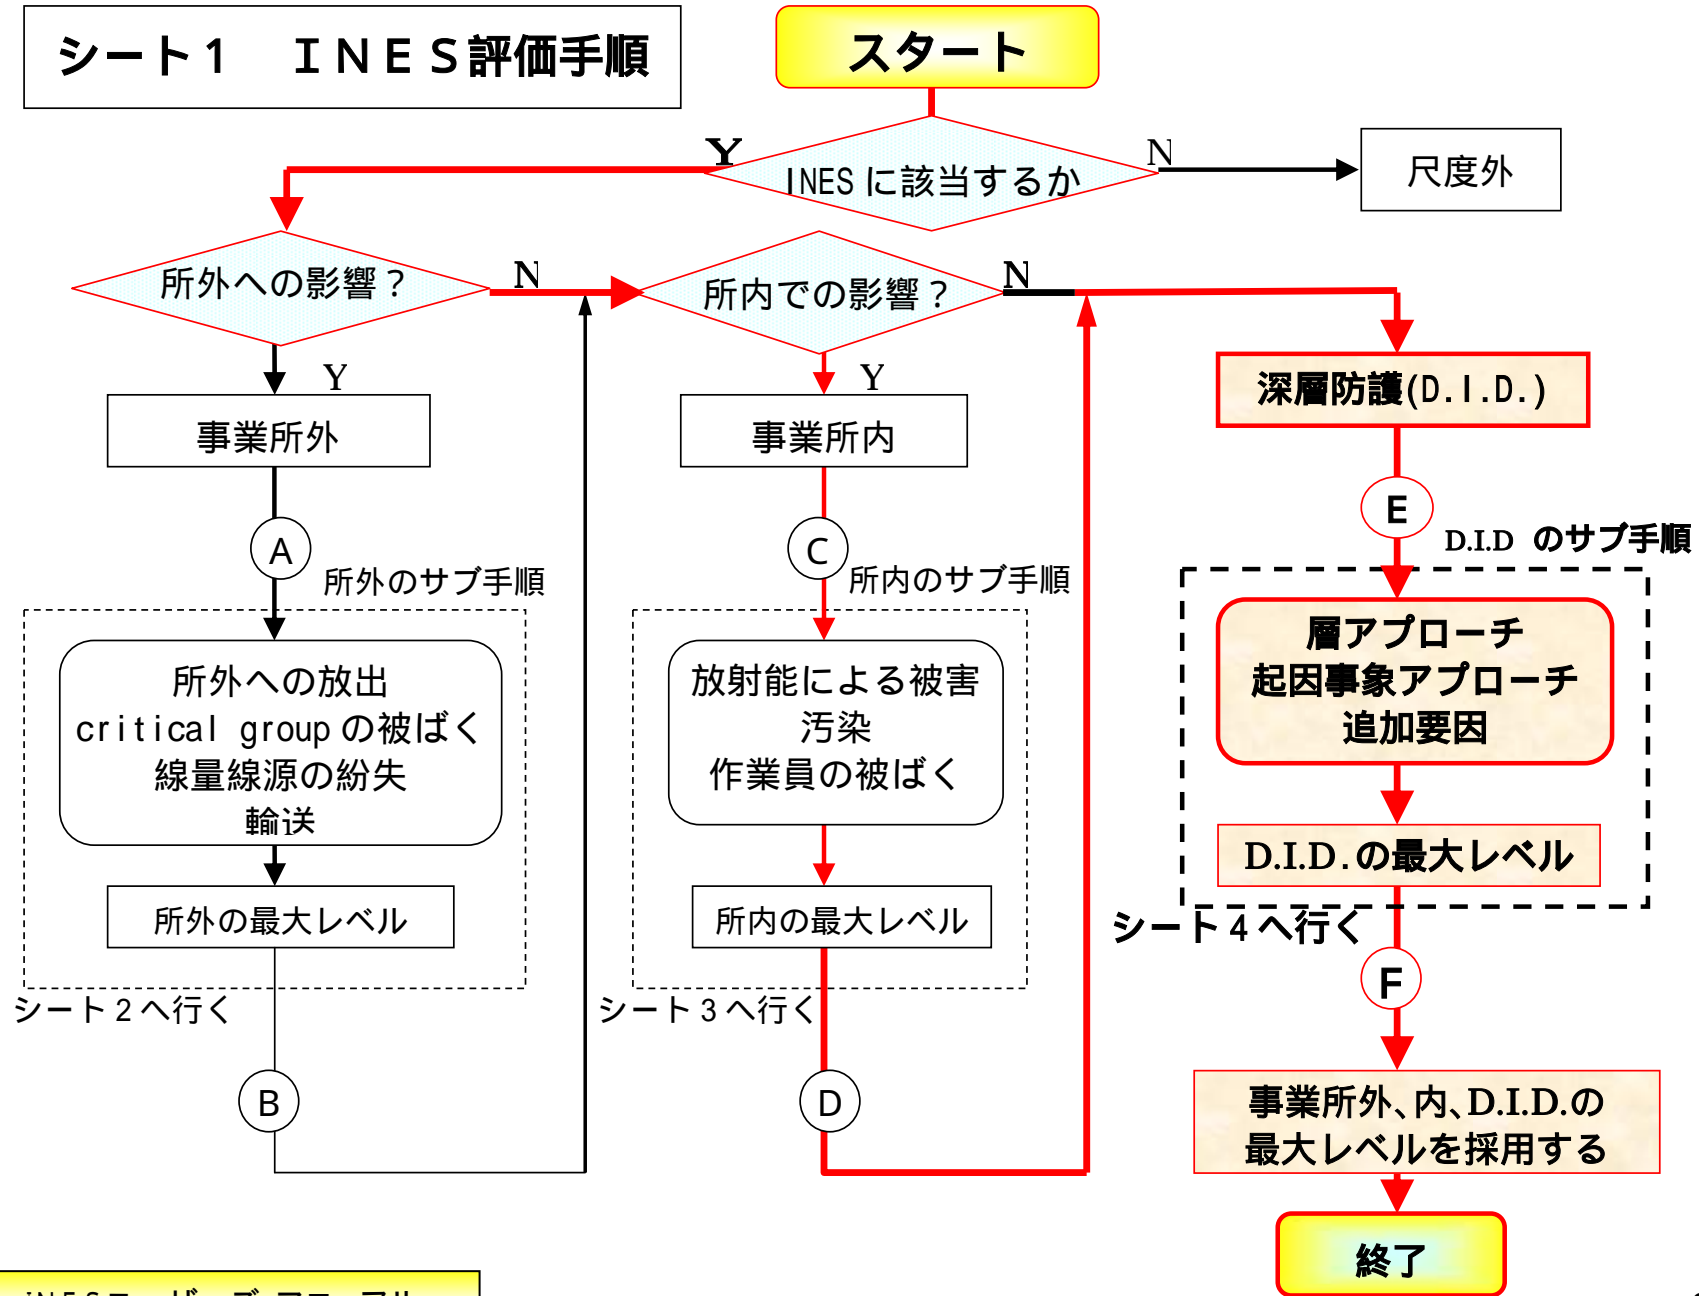 シート1　ＩＮＥＳ評価手順
スタート
Y
N
INESに該当するか
尺度外
所外への影響？
N
所内での影響？
N
Y
Y
事業所外
事業所内
深層防護(D.I.D.)
A
C
E
所外のサブ手順
所内のサブ手順
D.I.D のサブ手順
所外への放出
critical groupの被ばく
線量線源の紛失
輸送
放射能による被害
汚染
作業員の被ばく
層アプローチ
起因事象アプローチ
追加要因
所外の最大レベル
所内の最大レベル
D.I.D.の最大レベル
シート2へ行く
シート3へ行く
シート4へ行く
B
D
F
事業所外、内、D.I.D.の
最大レベルを採用する
終了